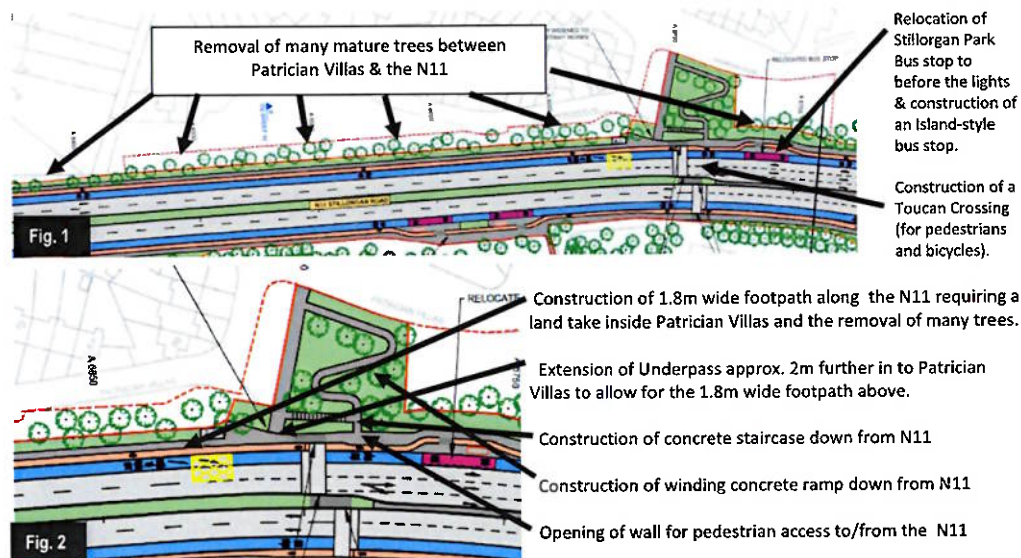 Removal of many mature trees between
Patrician Villas & the N11
Relocation of
Stillorgan Park
Bus stop to
before the lights
& construction of
an Island-style
bus stop.
Construction of a
Toucan Crossing
(for pedestrians
and bicycles).
RELOCATED BUS STOP
N11 STILLORGAN ROAD
Fig. 1
RELOCATE
A 6850
Construction of 1.8m wide footpath along the N11 requiring a
land take inside Patrician Villas and the removal of many trees.
Extension of Underpass approx. 2m further in to Patrician
Villas to allow for the 1.8m wide footpath above.
Construction of concrete staircase down from N11
Construction of winding concrete ramp down from N11
Opening of wall for pedestrian access to/from the N11
Fig. 2